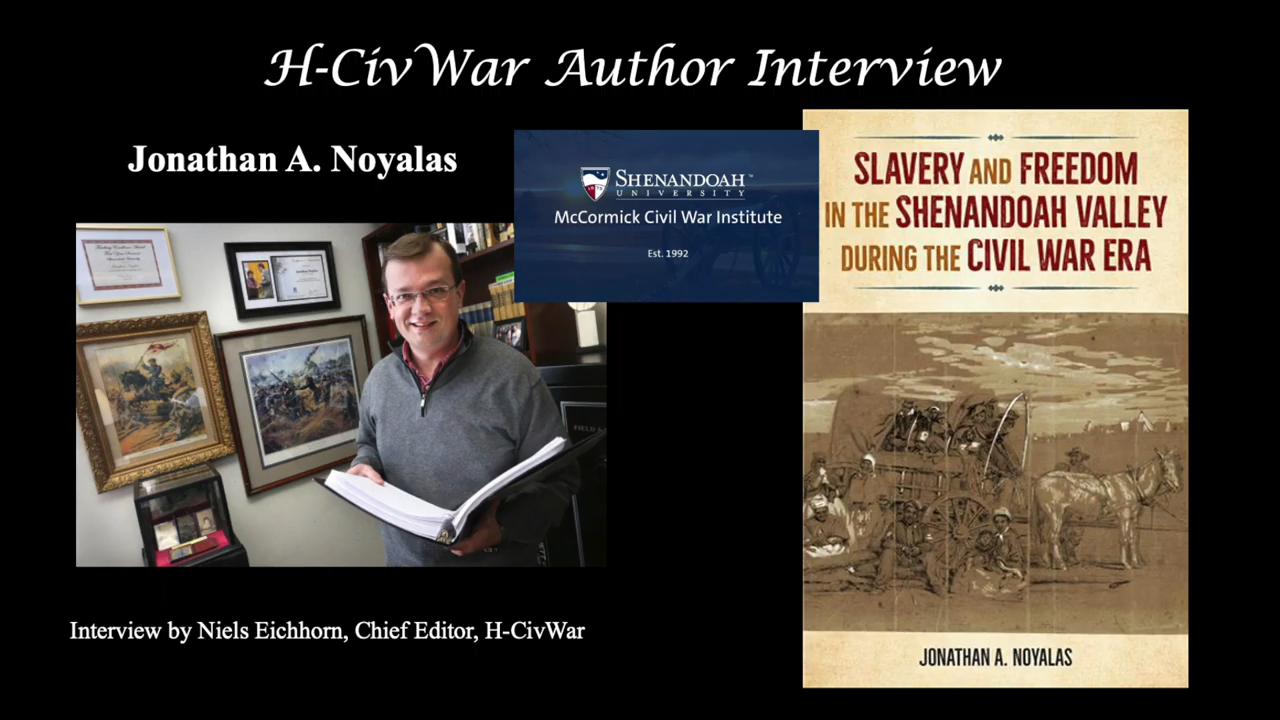 H-CivWar Author Interview
Jonathan A. Noyalas
SHENANDOAH™
UNIVERSITY
McCormick Civil War Institute
Est. 1992
SLAVERY AND FREEDOM
IN THE SHENANDOAH VALLEY
DURING THE CIVIL WAR ERA
JONATHAN A. NOYALAS
Interview by Niels Eichhorn, Chief Editor, H-CivWar